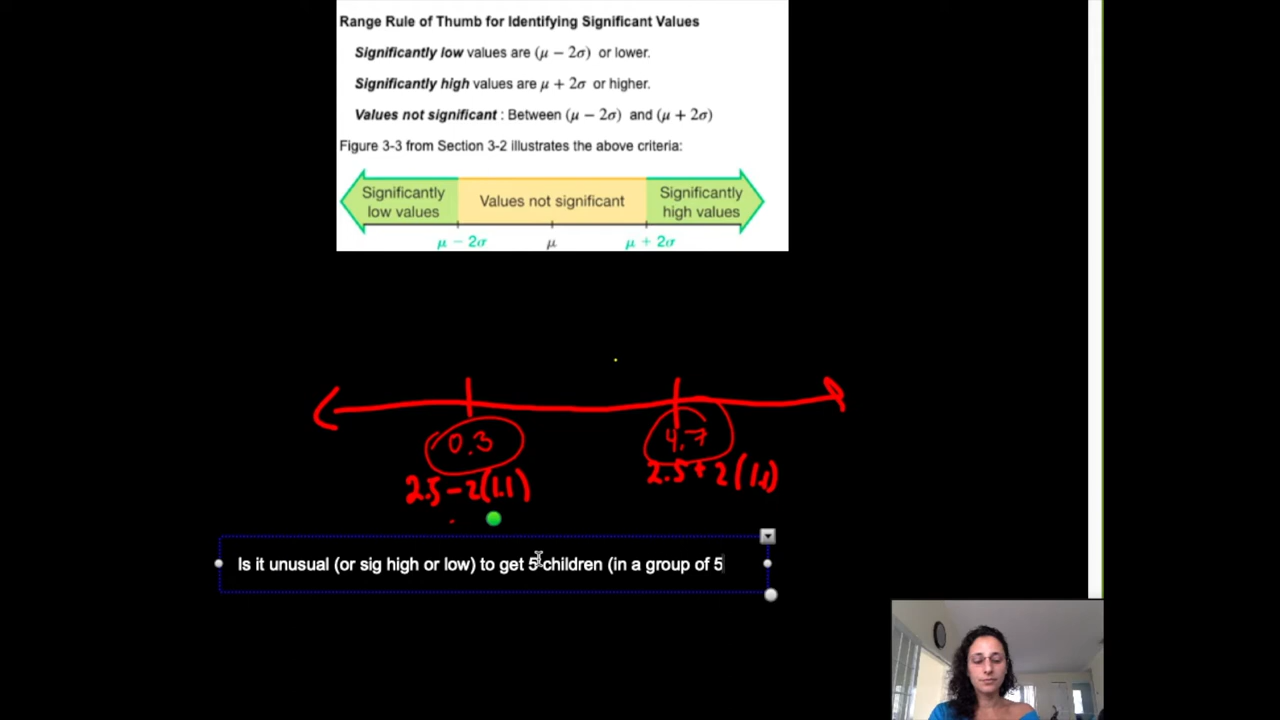 Range Rule of Thumb for Identifying Significant Values
Significantly low values are (μ − 2σ) or lower.
Significantly high values are μ + 2σ or higher.
Values not significant : Between (μ − 2σ) and (μ + 2σ)
Figure 3-3 from Section 3-2 illustrates the above criteria:
Significantly low values
Values not significant
Significantly high values
μ − 2σ μ μ + 2σ
0.3 4.7
2.5-2(1.1) 2.5+2(1.1)
Is it unusual (or sig high or low) to get 5 children (in a group of 5